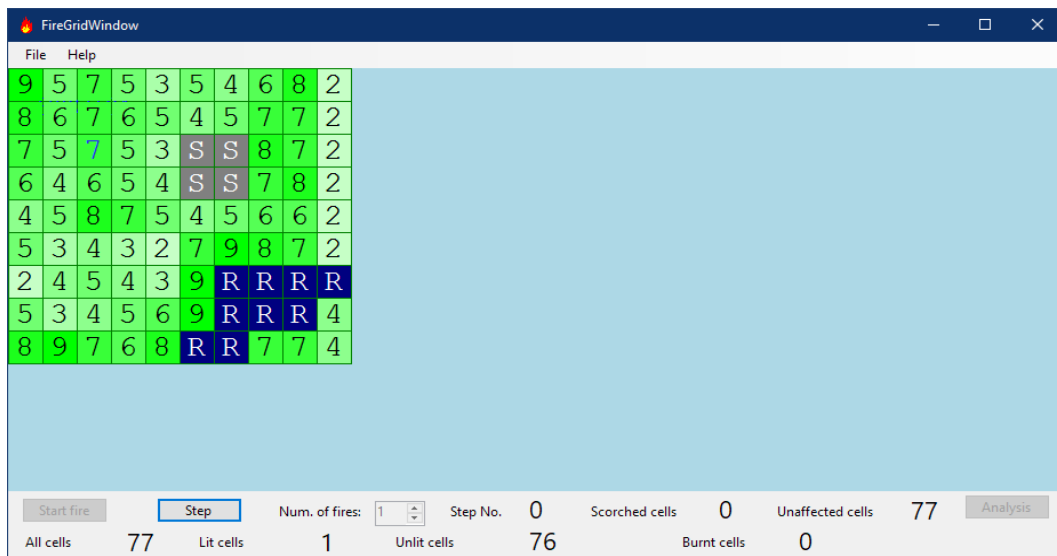 FireGridWindow
File Help
9 5 7 5 3 5 4 6 8 2
8 6 7 6 5 4 5 7 7 2
7 5 7 5 3 S S 8 7 2
6 4 6 5 4 S S 7 8 2
4 5 8 7 5 4 5 6 6 2
5 3 4 3 2 7 9 8 7 2
2 4 5 4 3 9 R R R R
5 3 4 5 6 9 R R R 4
8 9 7 6 8 R R 7 7 4
Start fire Step Num. of fires: 1 Step No. 0 Scorched cells 0 Unaffected cells 77 Analysis
All cells 77 Lit cells 1 Unlit cells 76 Burnt cells 0